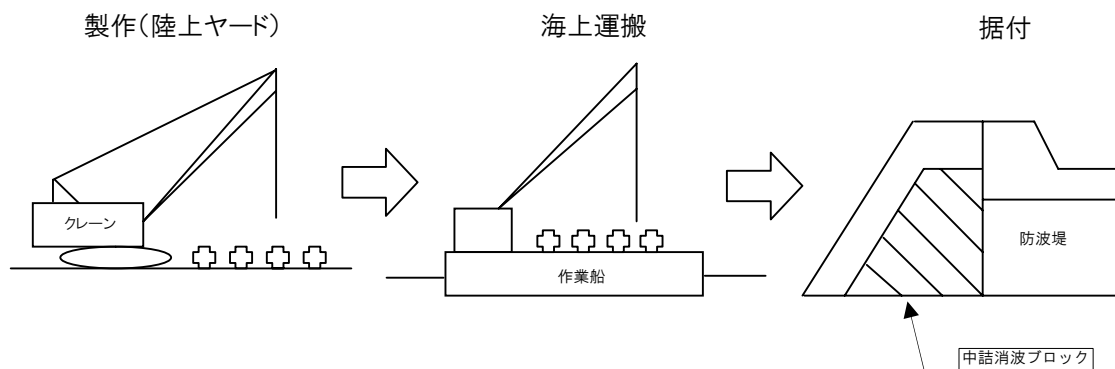 製作(陸上ヤード)
海上運搬
据付
クレーン
作業船
防波堤
中詰消波ブロック